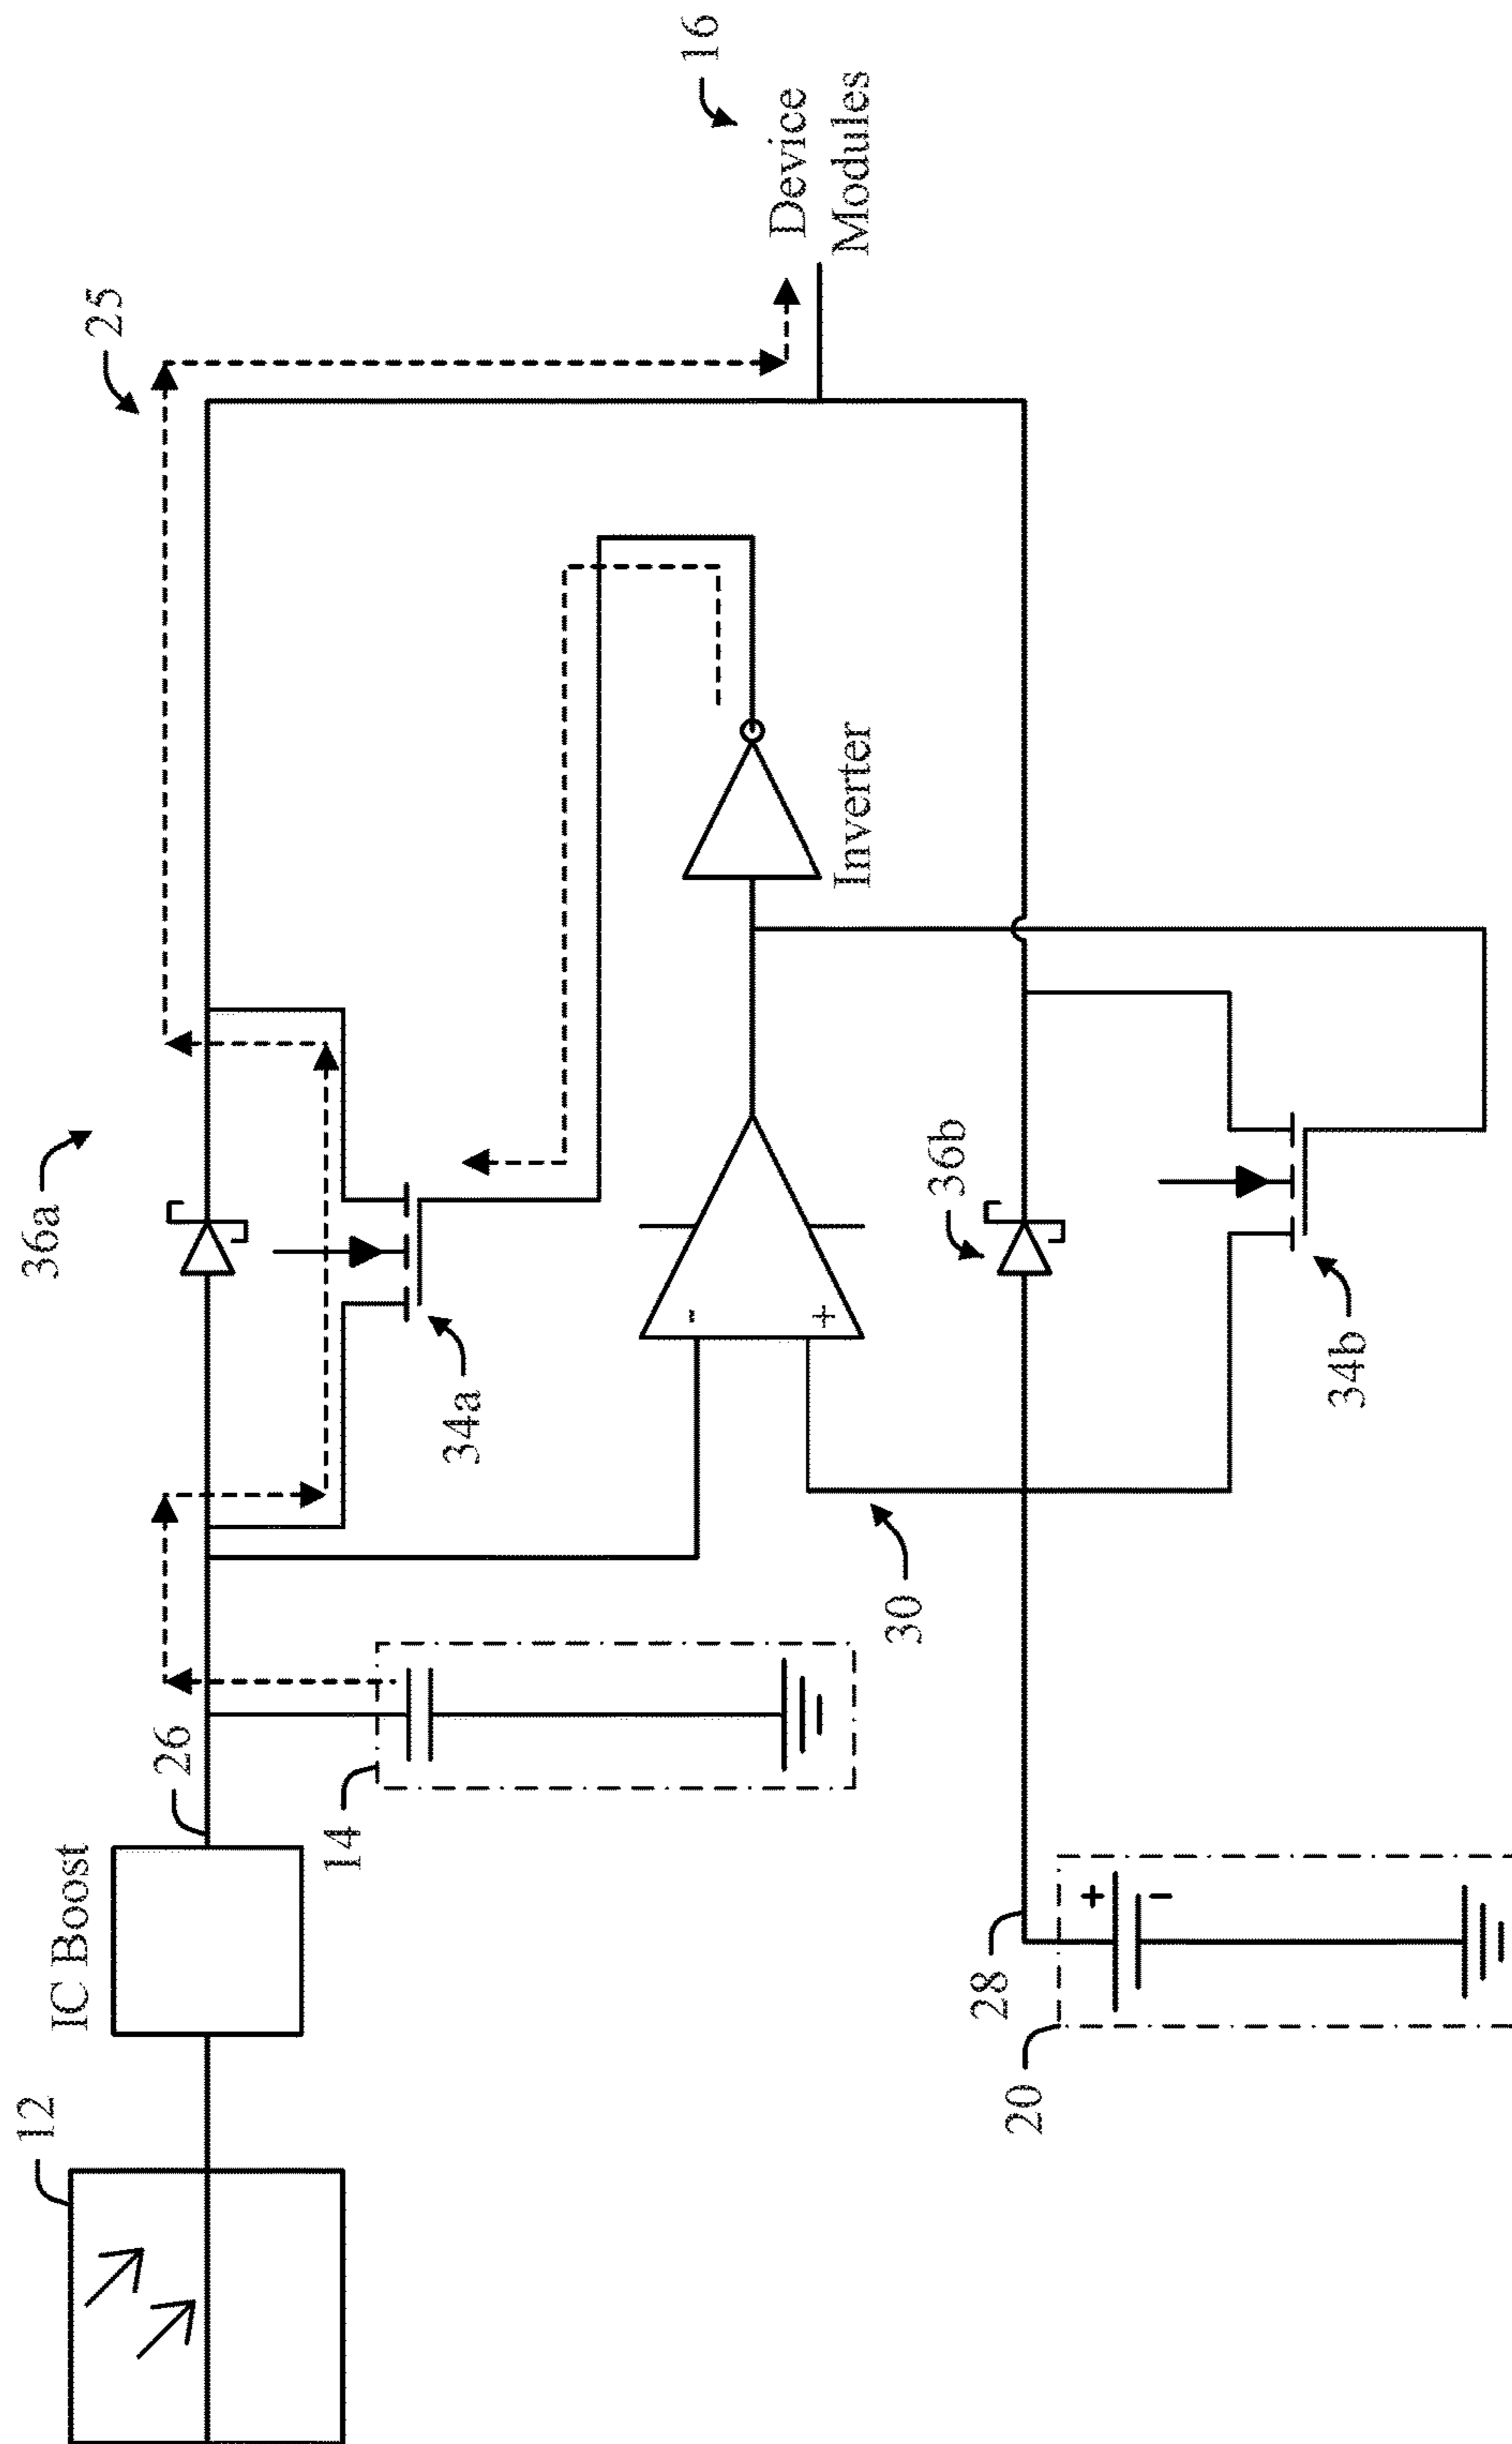 12
IC Boost
26
36a
25
14
34a
16
Device
Modules
30
-
+
Inverter
28
36b
20
+
-
34b